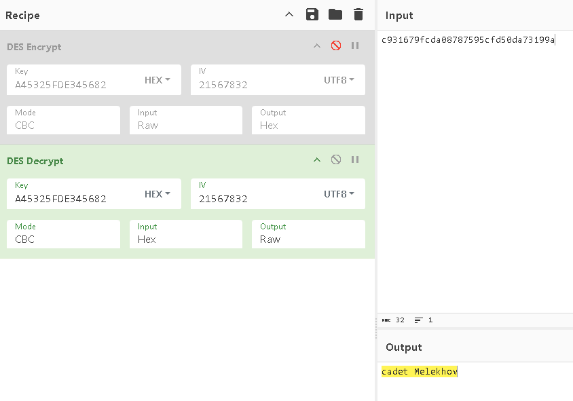 Recipe
DES Encrypt
Key
A45325FDE345682
HEX
IV
21567832
UTF8
Mode
CBC
Input
Raw
Output
Hex
DES Decrypt
Key
A45325FDE345682
HEX
IV
21567832
UTF8
Mode
CBC
Input
Hex
Output
Raw
Input
c931679fcda08787595cfd50da73199a
32 1
Output
cadet Melekhov